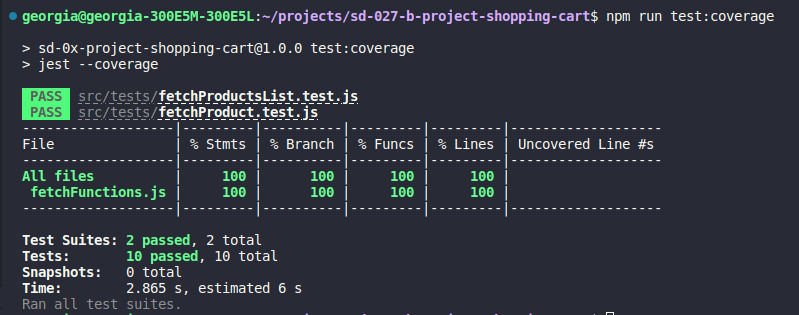 georgia@georgia-300E5M-300E5L:~/projects/sd-027-b-project-shopping-cart$ npm run test:coverage
> sd-0x-project-shopping-cart@1.0.0 test:coverage
> jest --coverage
PASS src/tests/fetchProductsList.test.js
PASS src/tests/fetchProduct.test.js
-------------------|---------|----------|---------|---------|-------------------
File               | % Stmts | % Branch | % Funcs | % Lines | Uncovered Line #s
-------------------|---------|----------|---------|---------|-------------------
All files          |     100 |      100 |     100 |     100 |
 fetchFunctions.js |     100 |      100 |     100 |     100 |
-------------------|---------|----------|---------|---------|-------------------
Test Suites: 2 passed, 2 total
Tests:       10 passed, 10 total
Snapshots:   0 total
Time:        2.865 s, estimated 6 s
Ran all test suites.